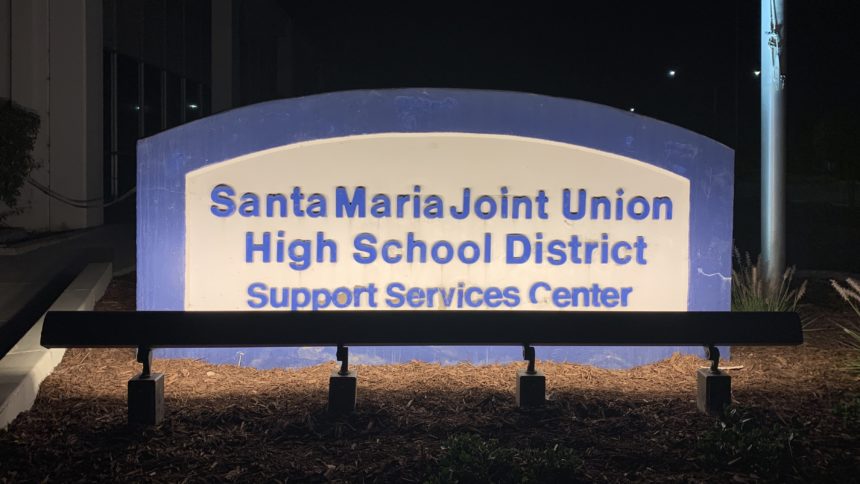 Santa Maria Joint Union
High School District
Support Services Center